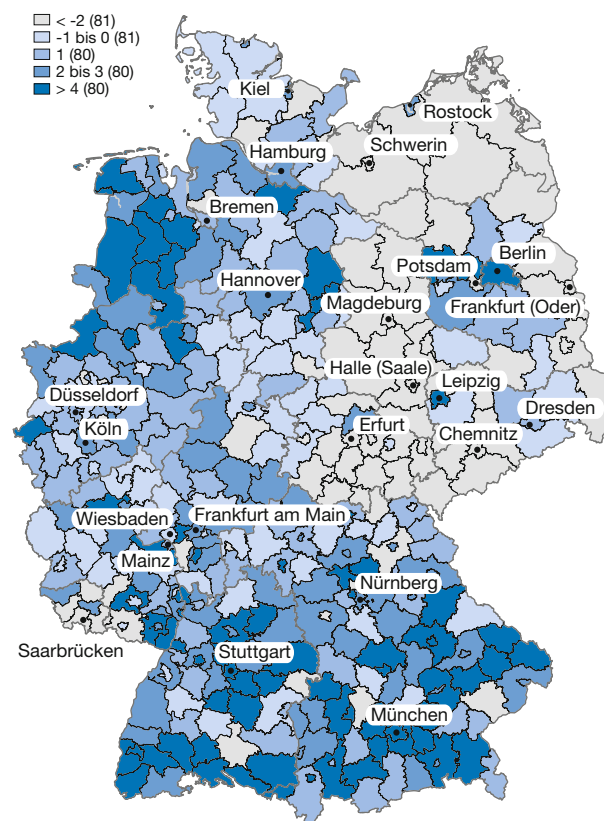 < -2 (81)
-1 bis 0 (81)
1 (80)
2 bis 3 (80)
> 4 (80)
Kiel
Rostock
Schwerin
Hamburg
Bremen
Berlin
Potsdam
Hannover
Magdeburg
Frankfurt (Oder)
Halle (Saale)
Leipzig
Düsseldorf
Dresden
Köln
Erfurt
Chemnitz
Wiesbaden
Frankfurt am Main
Mainz
Nürnberg
Saarbrücken
Stuttgart
München